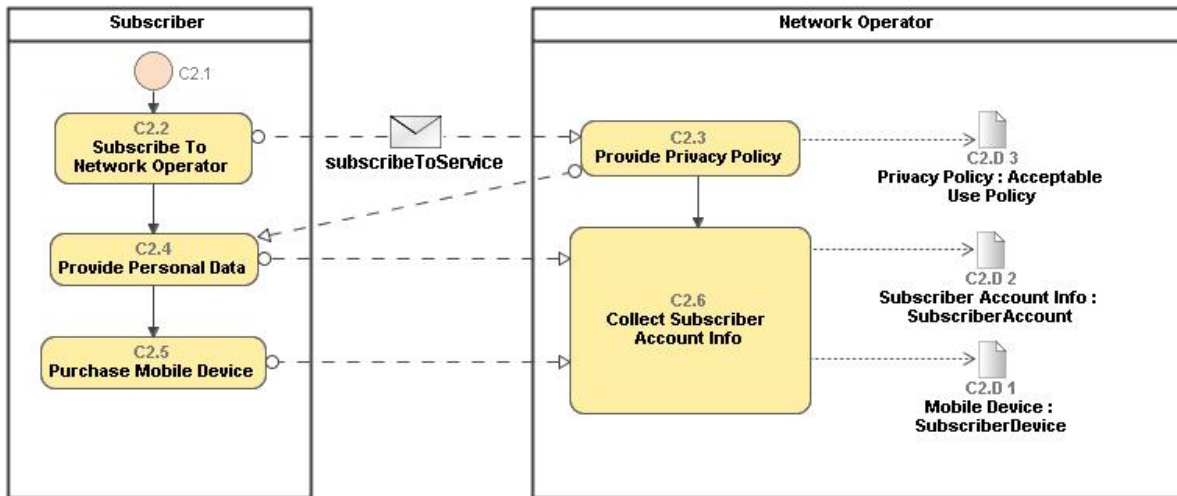 Subscriber
Network Operator
C2.1
C2.2
Subscribe To
Network Operator
subscribeToService
C2.3
Provide Privacy Policy
C2.D 3
Privacy Policy : Acceptable
Use Policy
C2.4
Provide Personal Data
C2.6
Collect Subscriber
Account Info
C2.D 2
Subscriber Account Info :
SubscriberAccount
C2.5
Purchase Mobile Device
C2.D 1
Mobile Device :
SubscriberDevice